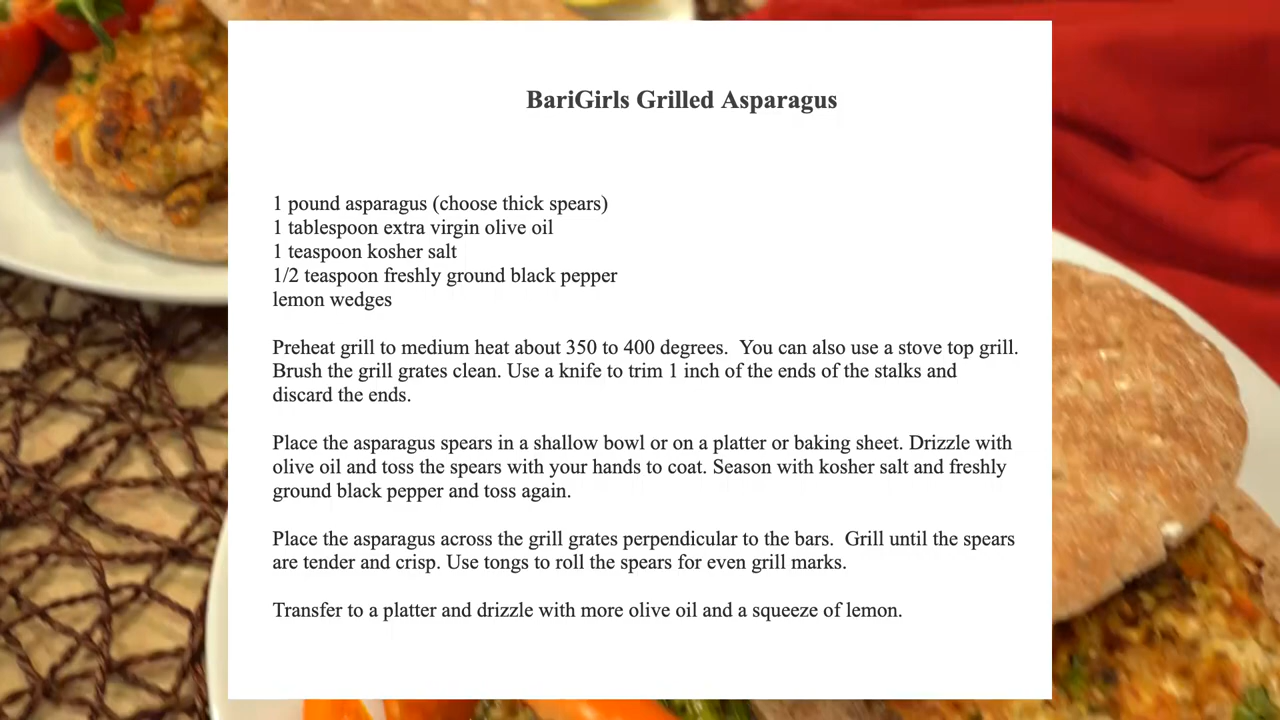 BariGirls Grilled Asparagus
1 pound asparagus (choose thick spears)
1 tablespoon extra virgin olive oil
1 teaspoon kosher salt
1/2 teaspoon freshly ground black pepper
lemon wedges
Preheat grill to medium heat about 350 to 400 degrees.  You can also use a stove top grill.
Brush the grill grates clean. Use a knife to trim 1 inch of the ends of the stalks and
discard the ends.
Place the asparagus spears in a shallow bowl or on a platter or baking sheet. Drizzle with
olive oil and toss the spears with your hands to coat. Season with kosher salt and freshly
ground black pepper and toss again.
Place the asparagus across the grill grates perpendicular to the bars.  Grill until the spears
are tender and crisp. Use tongs to roll the spears for even grill marks.
Transfer to a platter and drizzle with more olive oil and a squeeze of lemon.